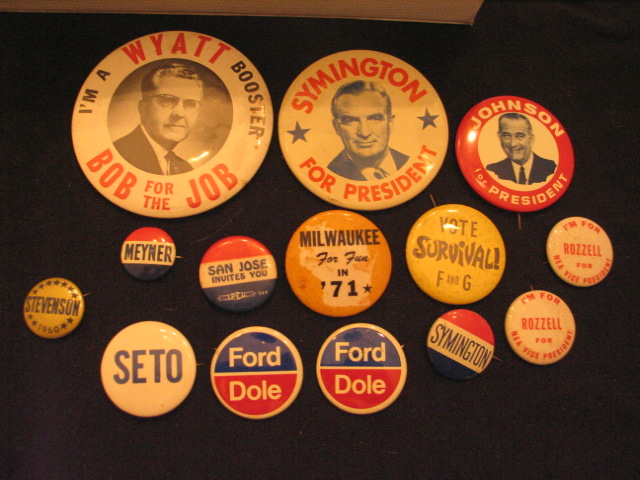 I'M A WYATT BOOSTER
BOB FOR THE JOB
SYMINGTON
FOR PRESIDENT
JOHNSON
for PRESIDENT
MEYNER
SAN JOSE
INVITES YOU
MILWAUKEE
For Fun
IN
'71
VOTE
SURVIVAL!
F AND G
I'M FOR
ROZZELL
FOR
NEA VICE PRESIDENT
STEVENSON
1960
SETO
Ford
Dole
Ford
Dole
SYMINGTON
I'M FOR
ROZZELL
FOR
NEA VICE PRESIDENT